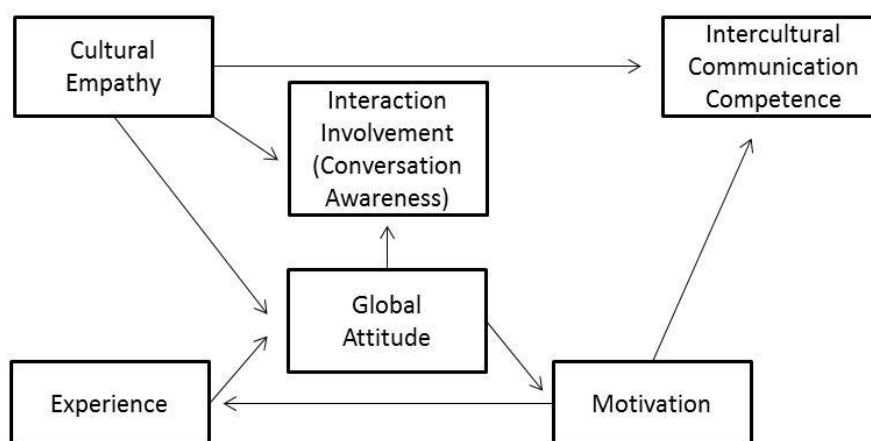 Cultural
Empathy
Intercultural
Communication
Competence
Interaction
Involvement
(Conversation
Awareness)
Global
Attitude
Experience
Motivation